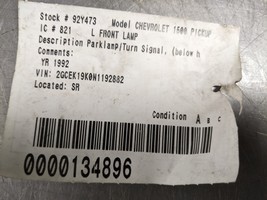 Stock # 92Y473 Model CHEVROLET 1500 PICKUP
IC # 821 L FRONT LAMP
Description Parklamp/Turn Signal, (below h
Comments:
YR 1992
VIN: 2GCEK19K0N1192882
Located: SR
Condition A B C
0000134896